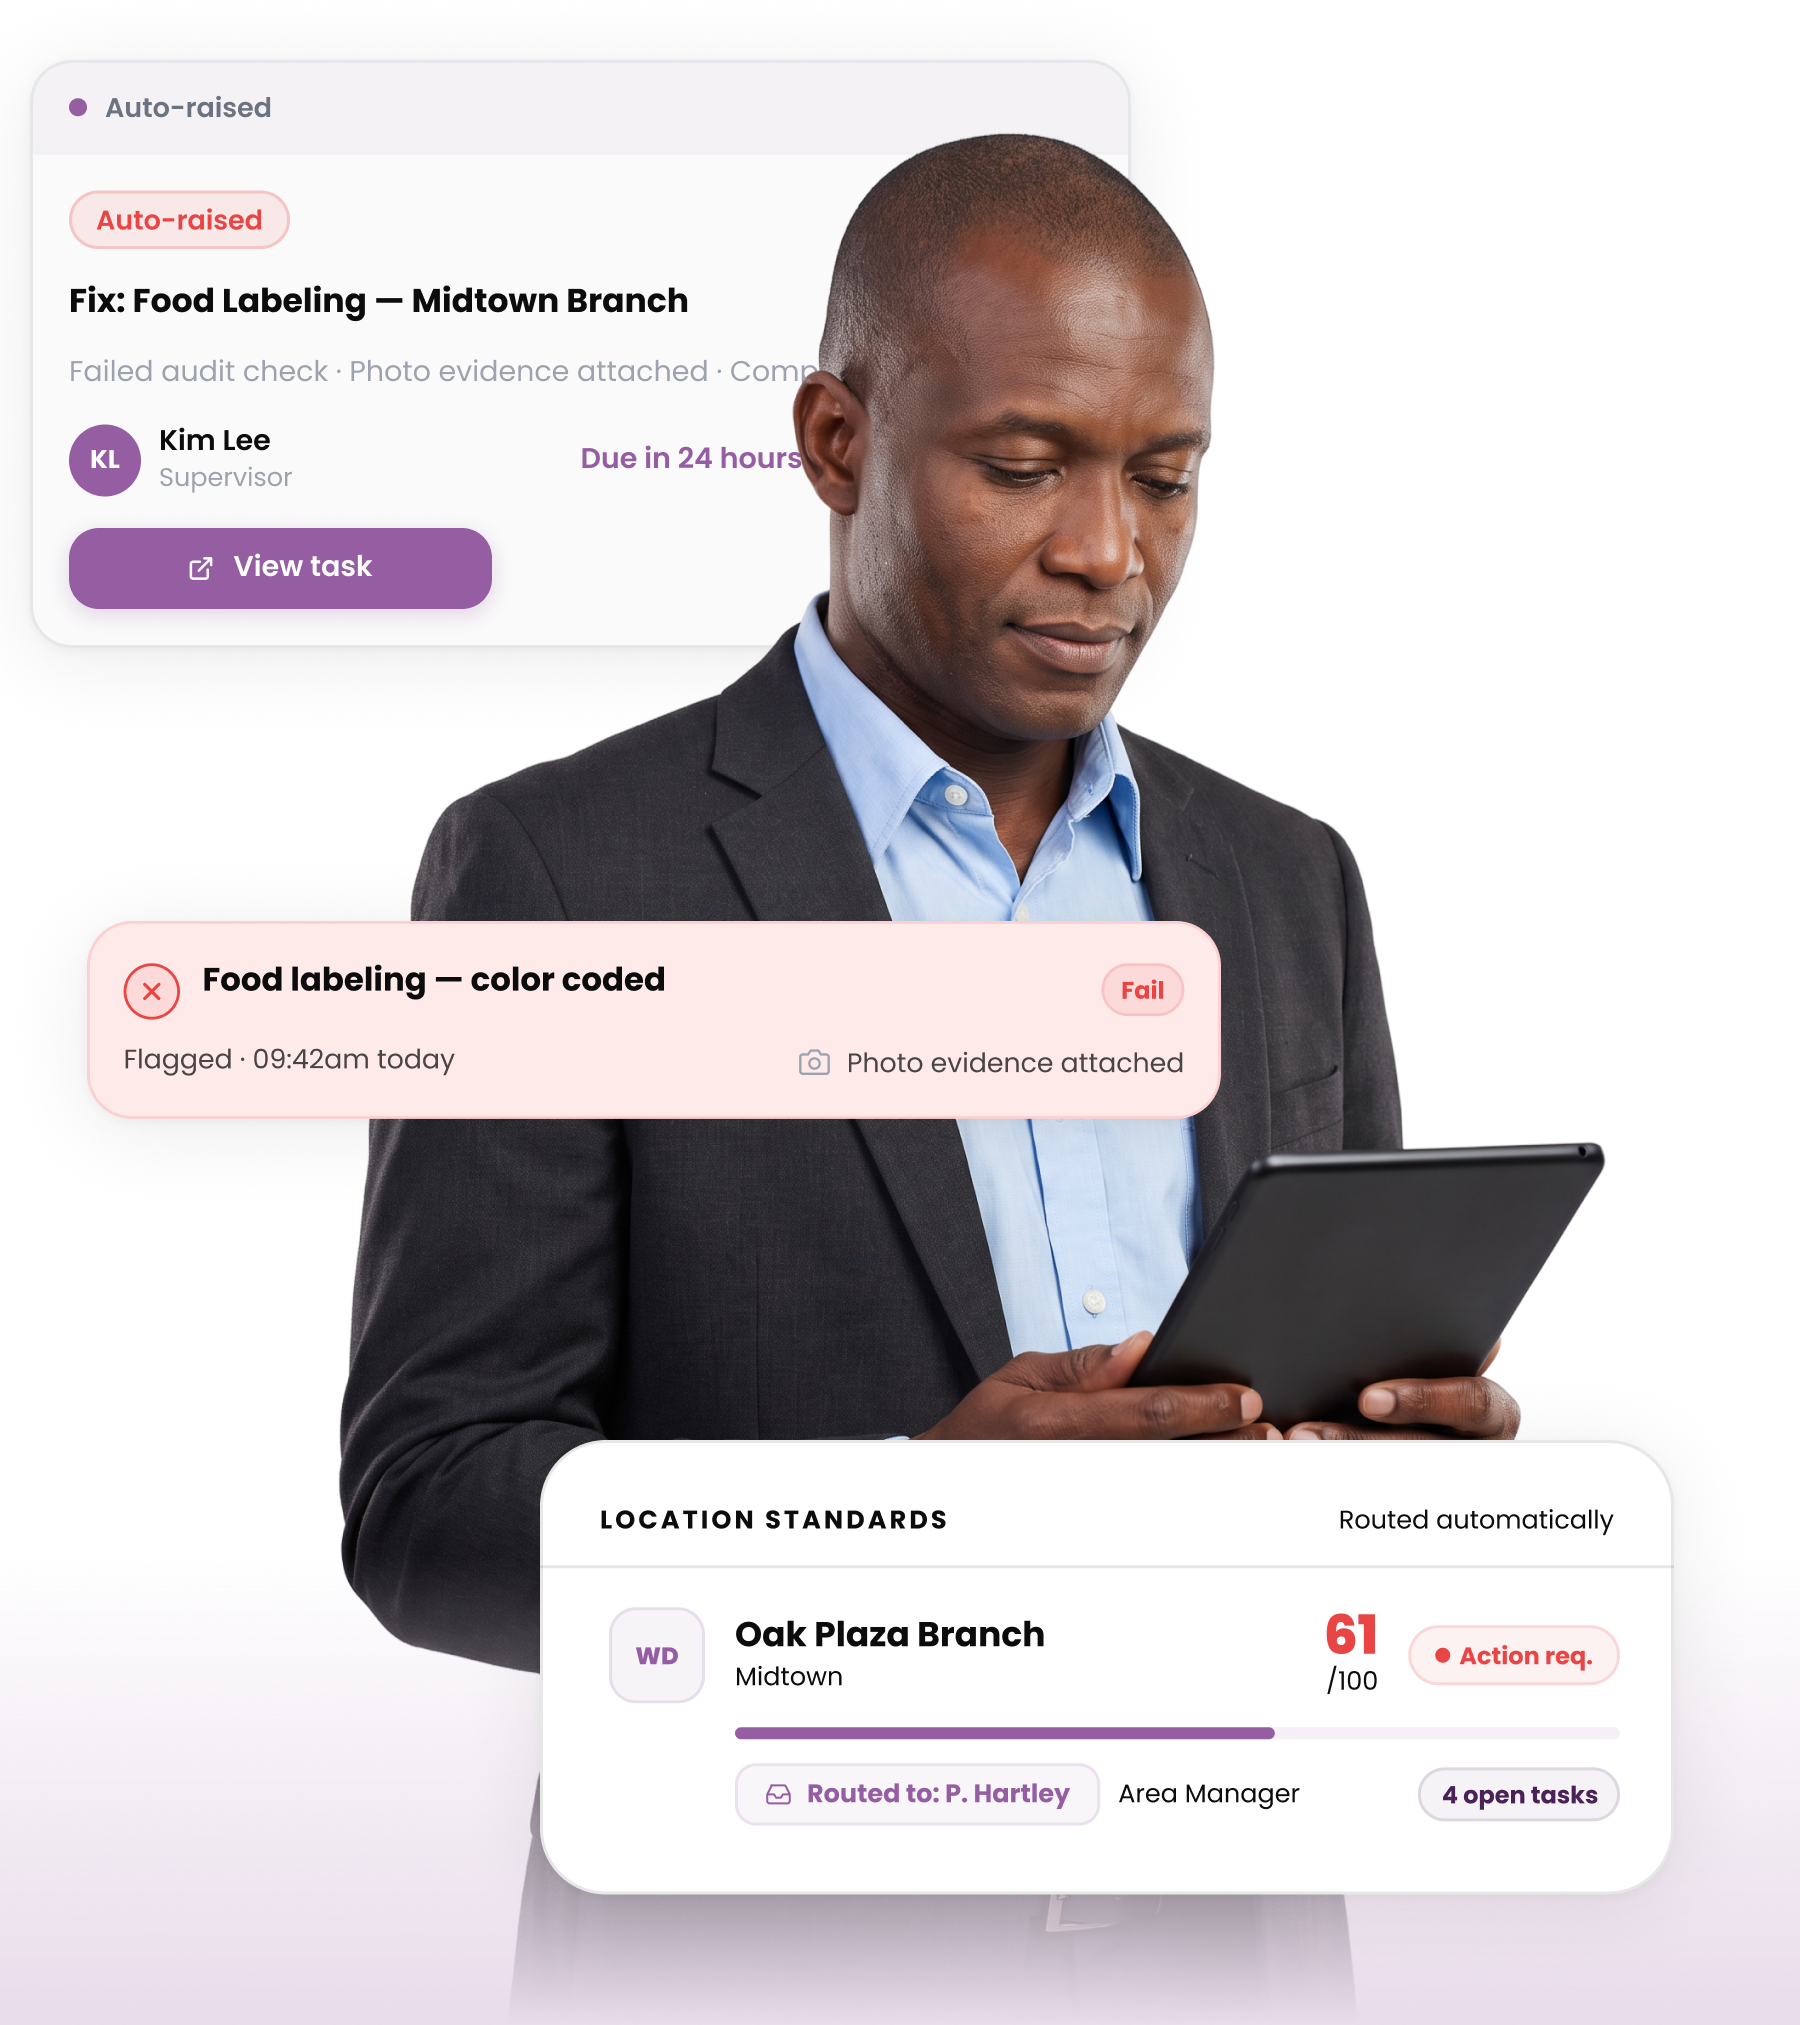 Auto-raised
Auto-raised
Fix: Food Labeling — Midtown Branch
Failed audit check · Photo evidence attached ·
KL
Kim Lee
Supervisor
Due in 24 hours
View task
Food labeling — color coded
Fail
Flagged · 09:42am today
Photo evidence attached
LOCATION STANDARDS
Routed automatically
WD
Oak Plaza Branch
Midtown
61
/100
Action req.
Routed to: P. Hartley
Area Manager
4 open tasks